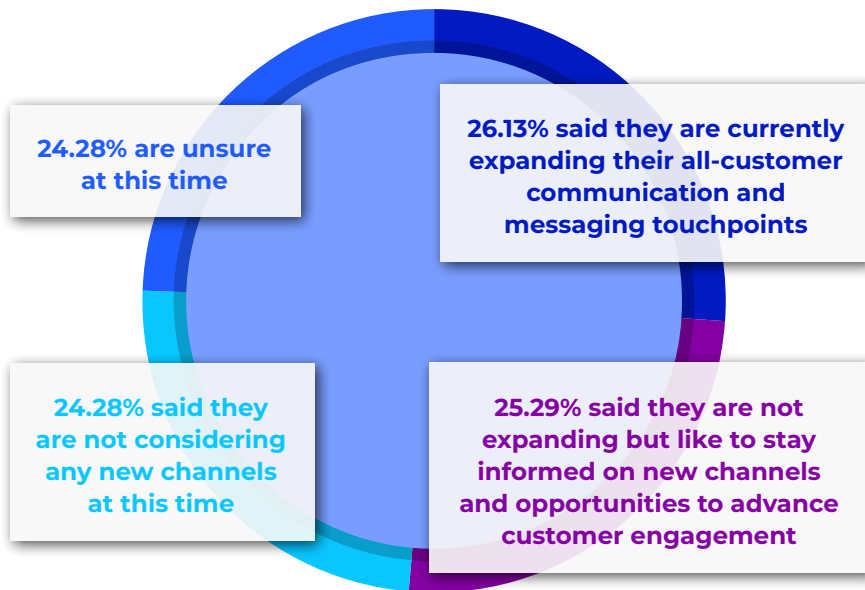 24.28% are unsure
at this time
26.13% said they are currently
expanding their all-customer
communication and
messaging touchpoints
24.28% said they
are not considering
any new channels
at this time
25.29% said they are not
expanding but like to stay
informed on new channels
and opportunities to advance
customer engagement